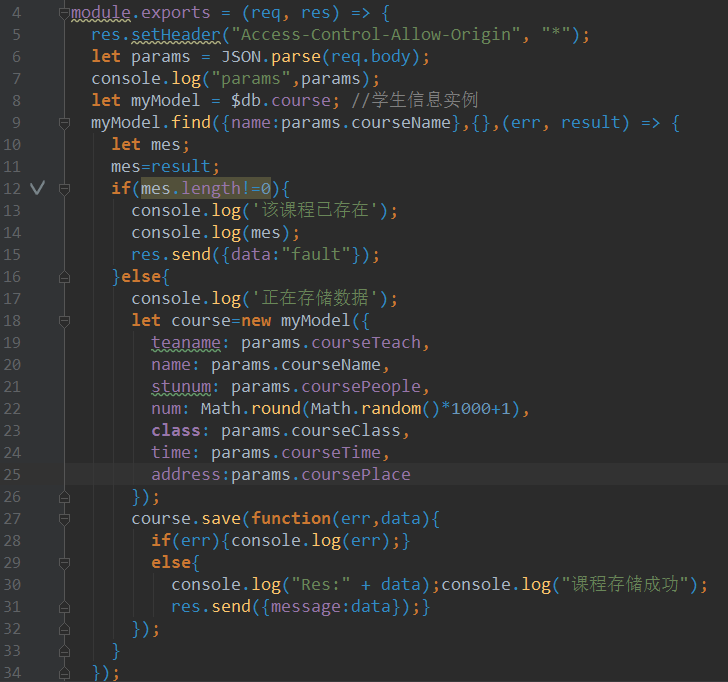 4 module.exports = (req, res) => {
5 res.setHeader("Access-Control-Allow-Origin", "*");
6 let params = JSON.parse(req.body);
7 console.log("params",params);
8 let myModel = $db.course; //学生信息实例
9 myModel.find({name:params.courseName},{},(err, result) => {
10 let mes;
11 mes=result;
12 if(mes.length!=0){
13 console.log('该课程已存在');
14 console.log(mes);
15 res.send({data:"fault"});
16 }else{
17 console.log('正在存储数据');
18 let course=new myModel({
19 teaname: params.courseTeach,
20 name: params.courseName,
21 stunum: params.coursePeople,
22 num: Math.round(Math.random()*1000+1),
23 class: params.courseClass,
24 time: params.courseTime,
25 address:params.coursePlace
26 });
27 course.save(function(err,data){
28 if(err){console.log(err);}
29 else{
30 console.log("Res:" + data);console.log("课程存储成功");
31 res.send({message:data});}
32 });
33 }
34 });